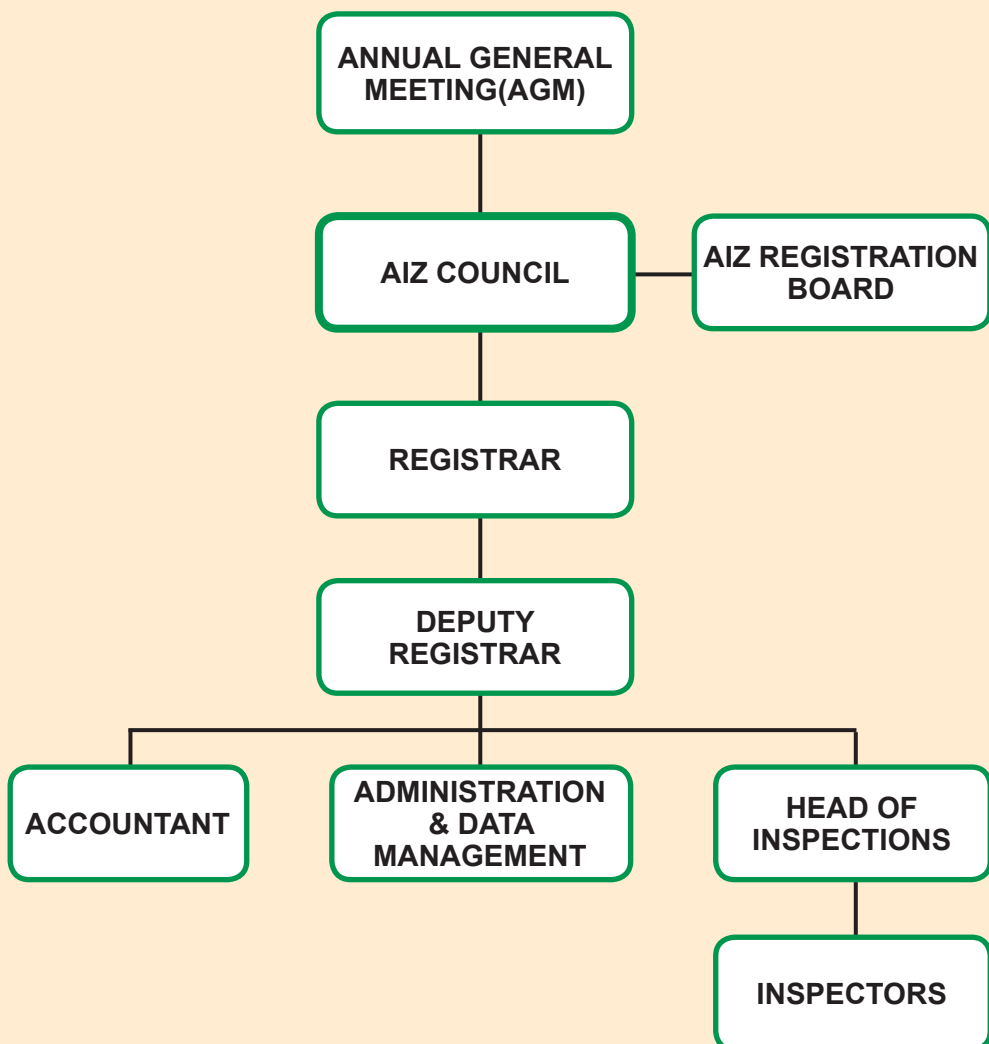 ANNUAL GENERAL
MEETING(AGM)
AIZ COUNCIL
AIZ REGISTRATION
BOARD
REGISTRAR
DEPUTY
REGISTRAR
ACCOUNTANT
ADMINISTRATION
& DATA
MANAGEMENT
HEAD OF
INSPECTIONS
INSPECTORS